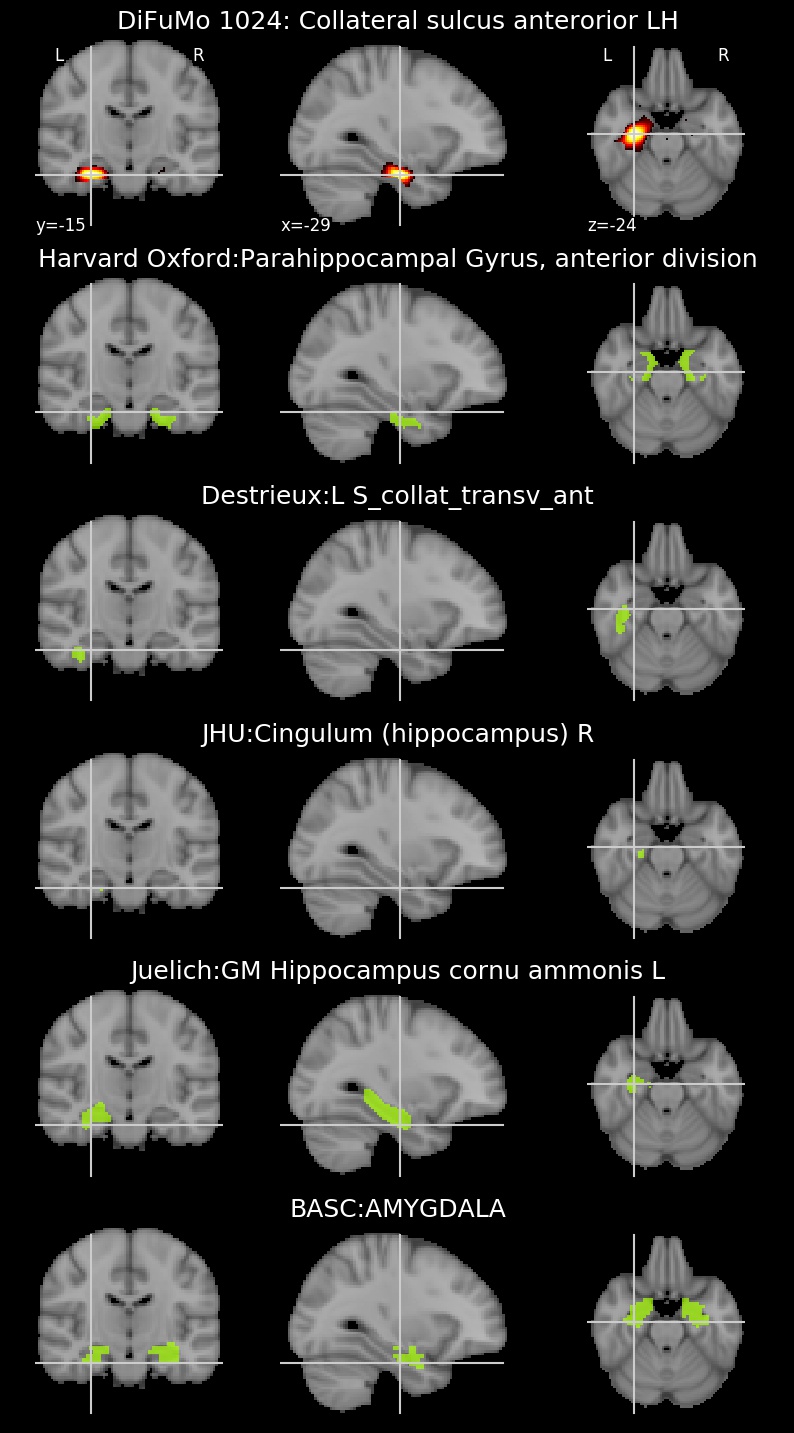 DiFuMo 1024: Collateral sulcus anterorior LH
L R L R
y=-15 x=-29 z=-24
Harvard Oxford:Parahippocampal Gyrus, anterior division
Destrieux:L S_collat_transv_ant
JHU:Cingulum (hippocampus) R
Juelich:GM Hippocampus cornu ammonis L
BASC:AMYGDALA